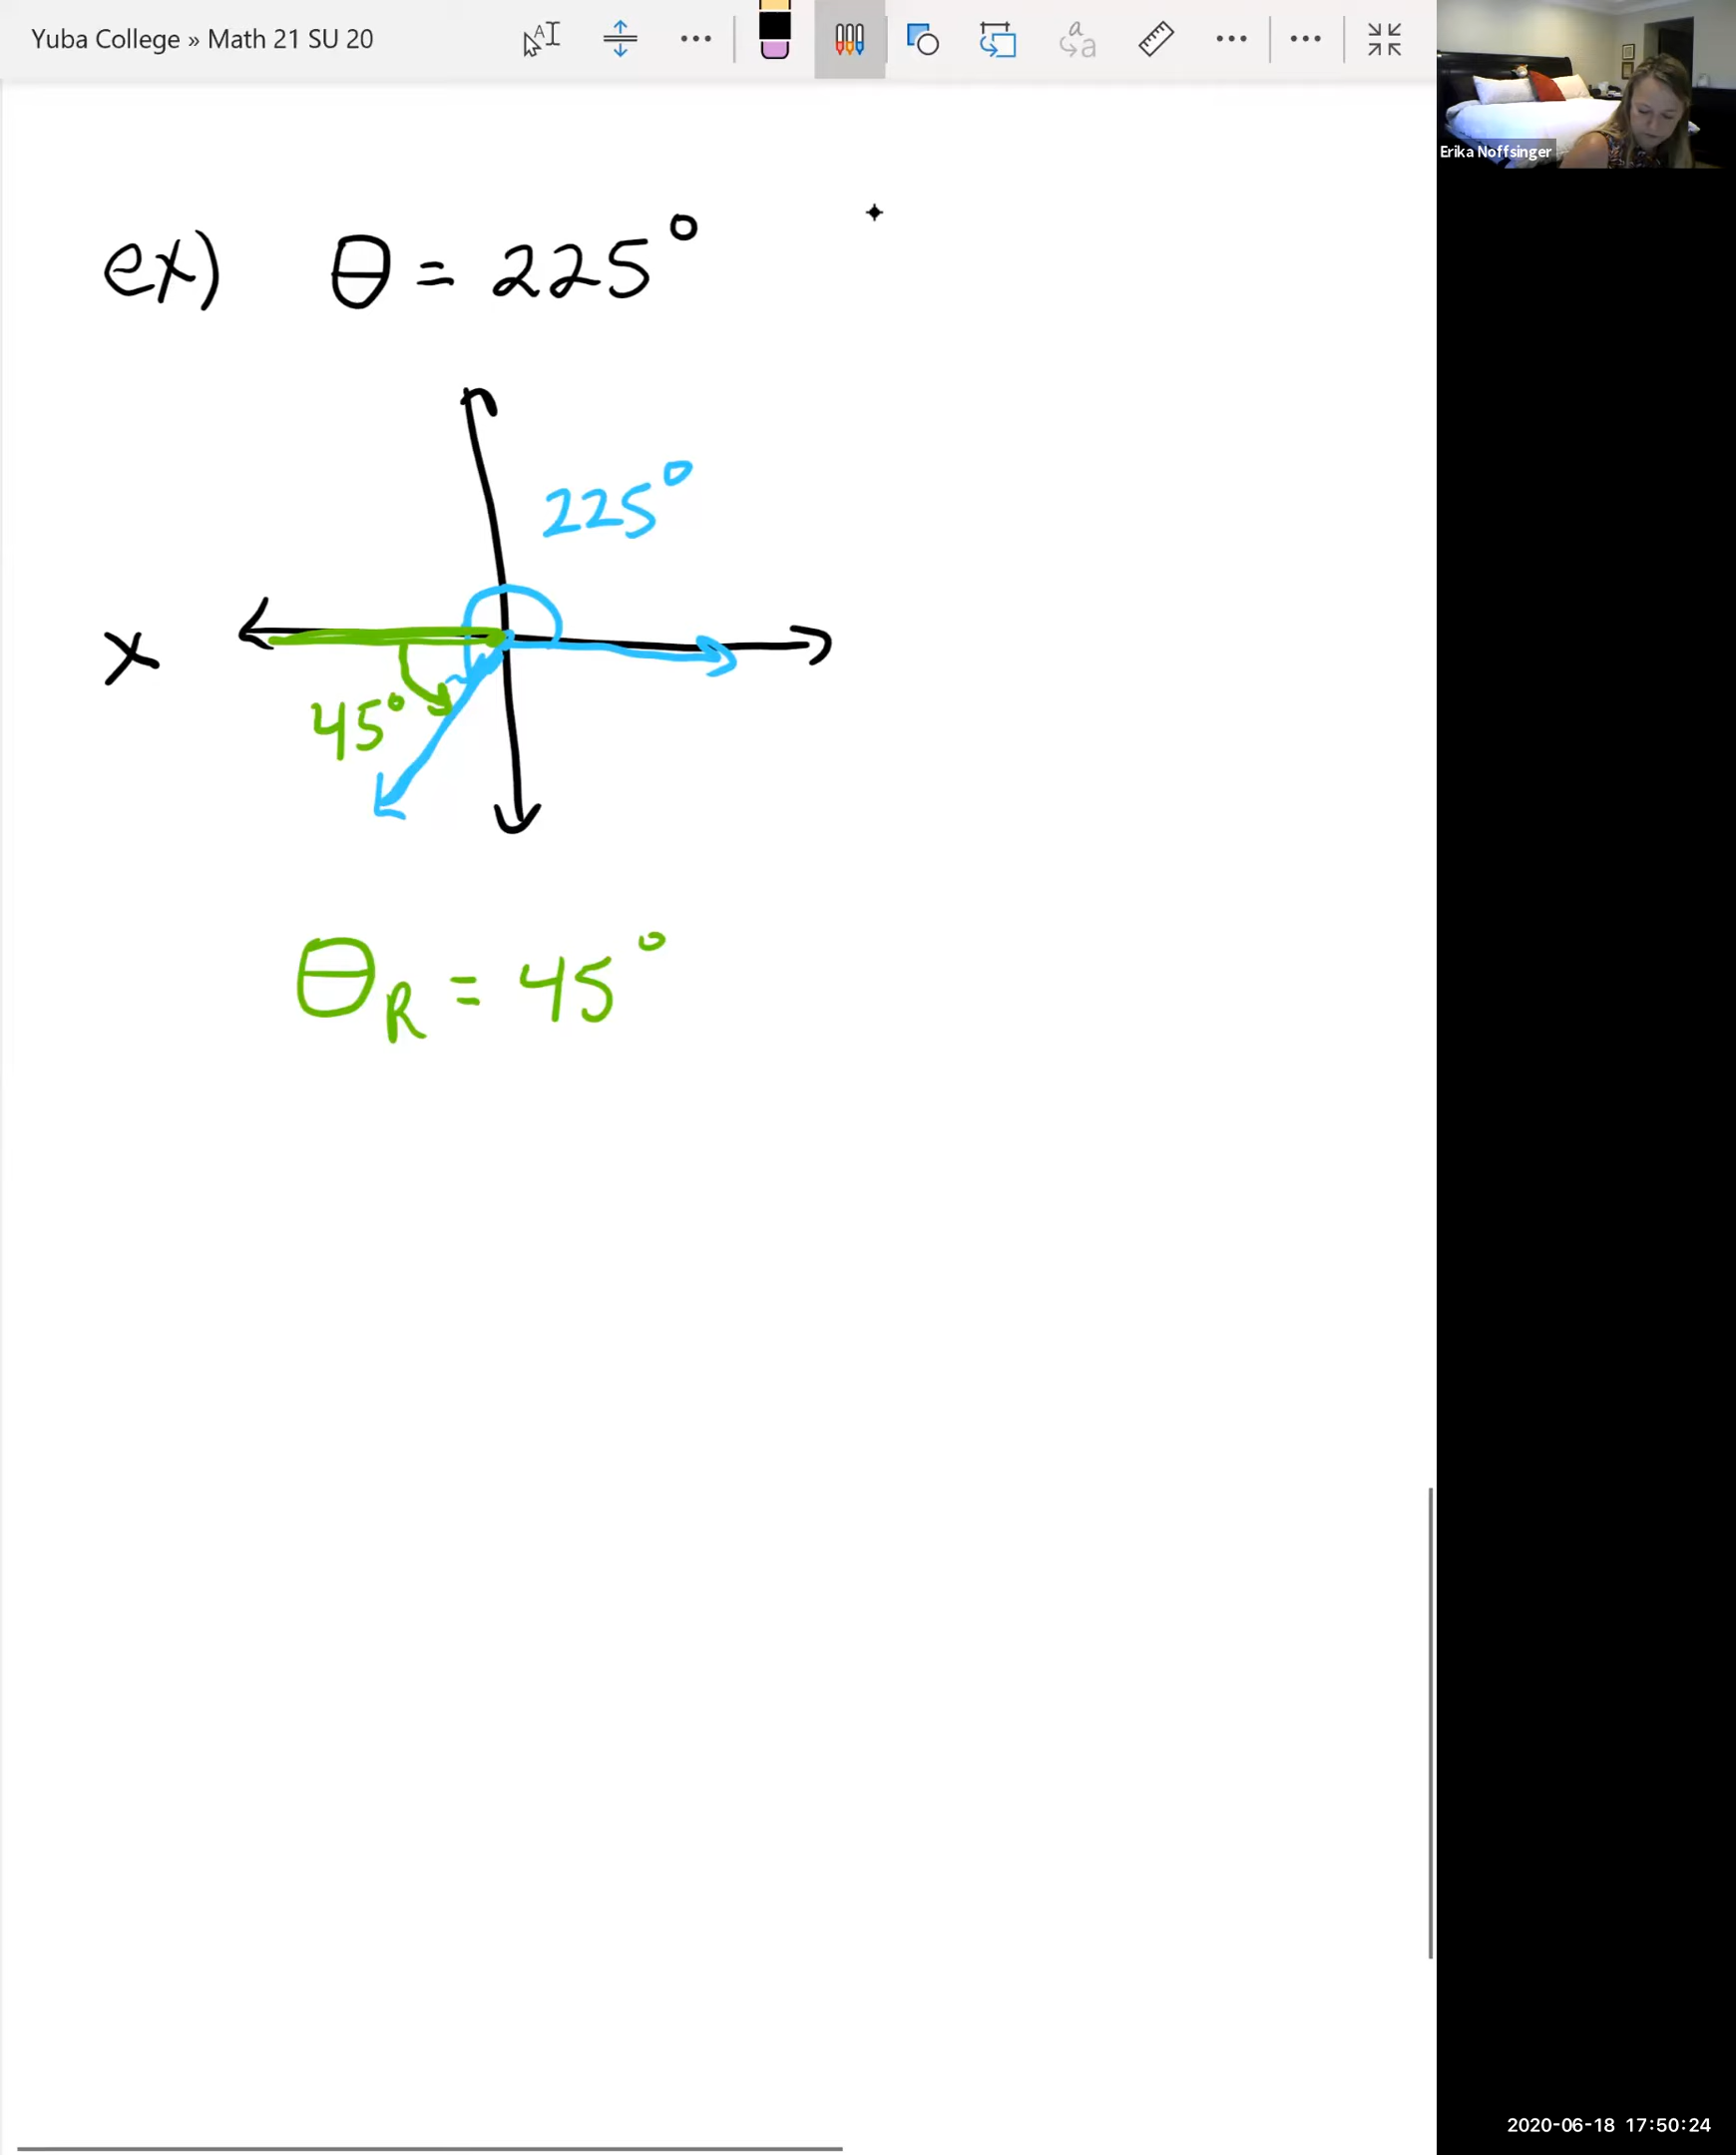 Yuba College » Math 21 SU 20
Erika Noffsinger
ex) θ = 225°
225°
x
45°
θ_R = 45°
2020-06-18 17:50:24